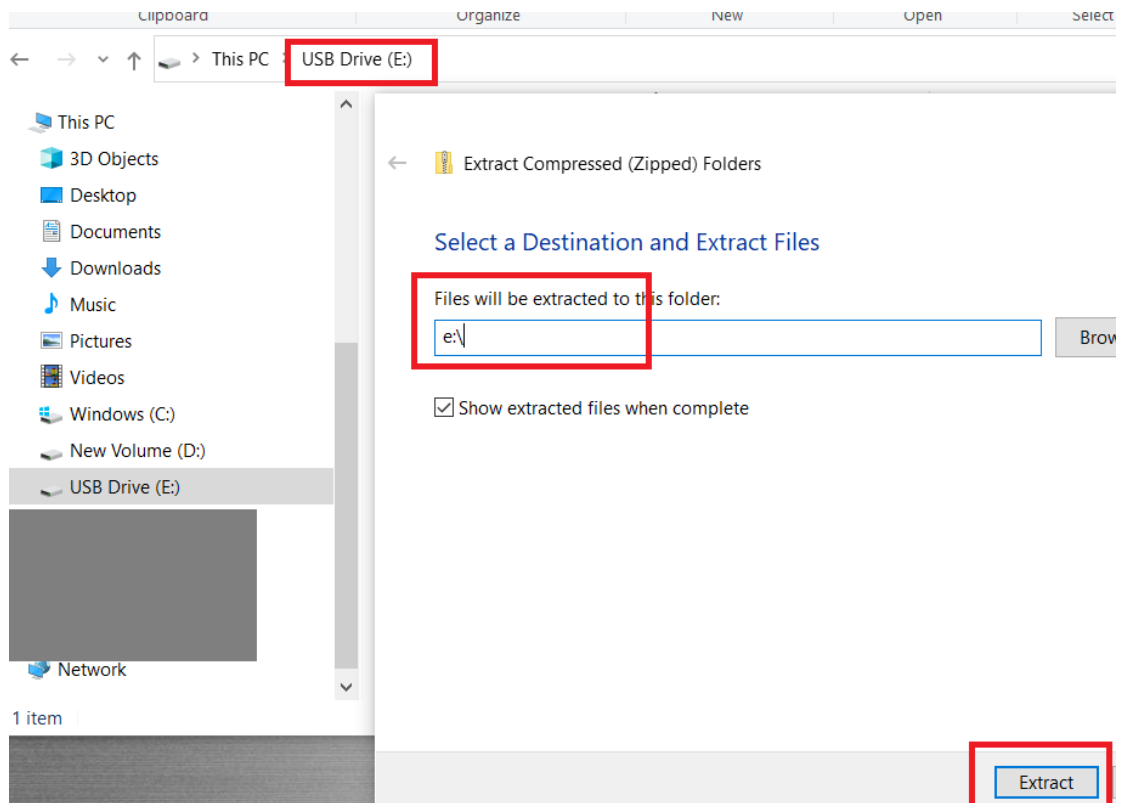 Clipboard Organize New Open Select
This PC USB Drive (E:)
This PC
3D Objects
Desktop
Documents
Downloads
Music
Pictures
Videos
Windows (C:)
New Volume (D:)
USB Drive (E:)
Network
1 item
Extract Compressed (Zipped) Folders
Select a Destination and Extract Files
Files will be extracted to this folder:
e:\
Brow
Show extracted files when complete
Extract